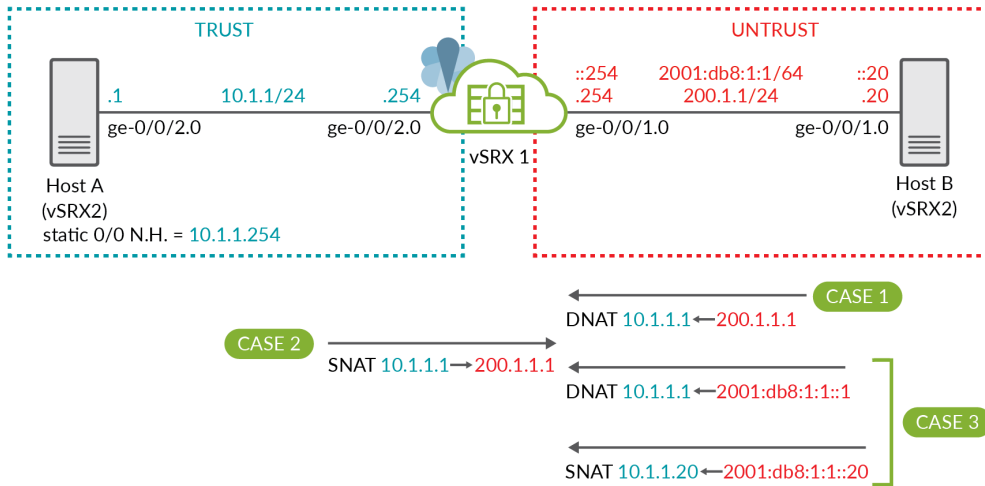 TRUST
UNTRUST
::254 2001:db8:1:1/64 ::20
.1 10.1.1/24 .254
.254 200.1.1/24 .20
ge-0/0/2.0 ge-0/0/2.0
ge-0/0/1.0 ge-0/0/1.0
vSRX 1
Host A
(vSRX2)
static 0/0 N.H. = 10.1.1.254
Host B
(vSRX2)
CASE 1
DNAT 10.1.1.1←200.1.1.1
CASE 2
SNAT 10.1.1.1→200.1.1.1
DNAT 10.1.1.1←2001:db8:1:1::1
CASE 3
SNAT 10.1.1.20←2001:db8:1:1::20